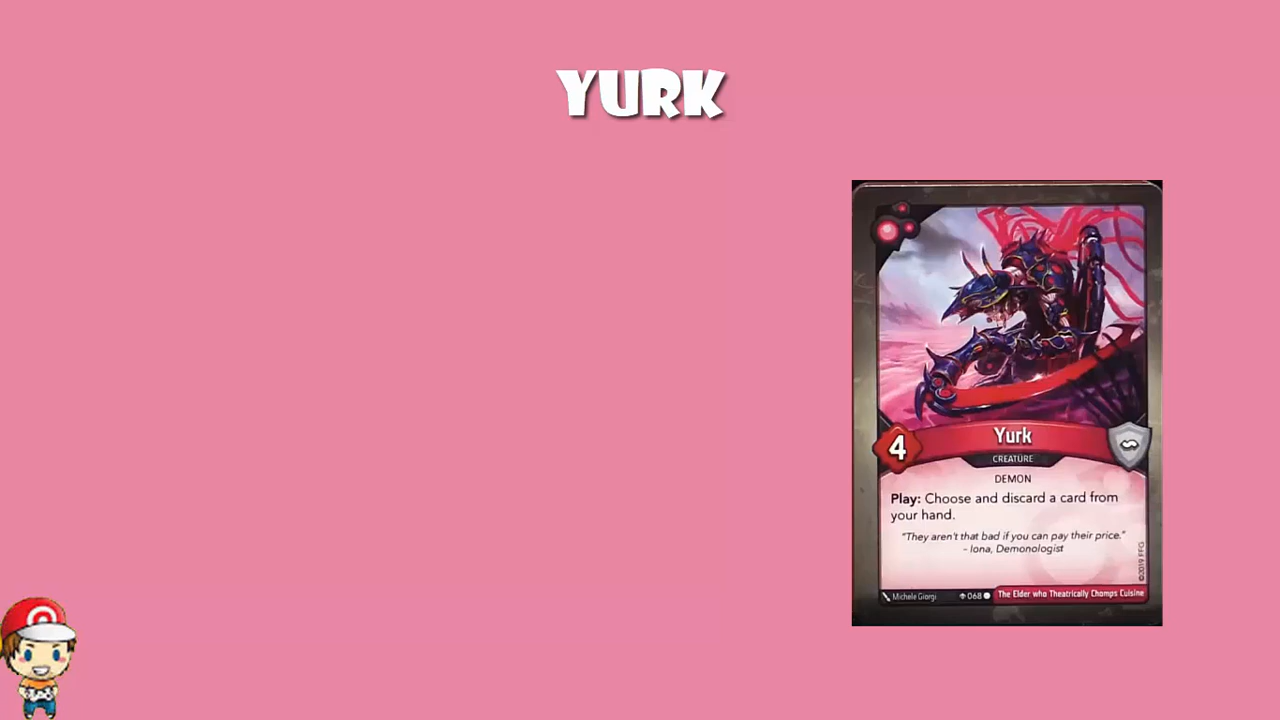 YURK
4
Yurk
CREATURE
DEMON
Play: Choose and discard a card from
your hand.
"They aren't that bad if you can pay their price."
- Iona, Demonologist
©2019 FFG
Michele Giorgi
068
The Elder who Theatrically Chomps Cuisine